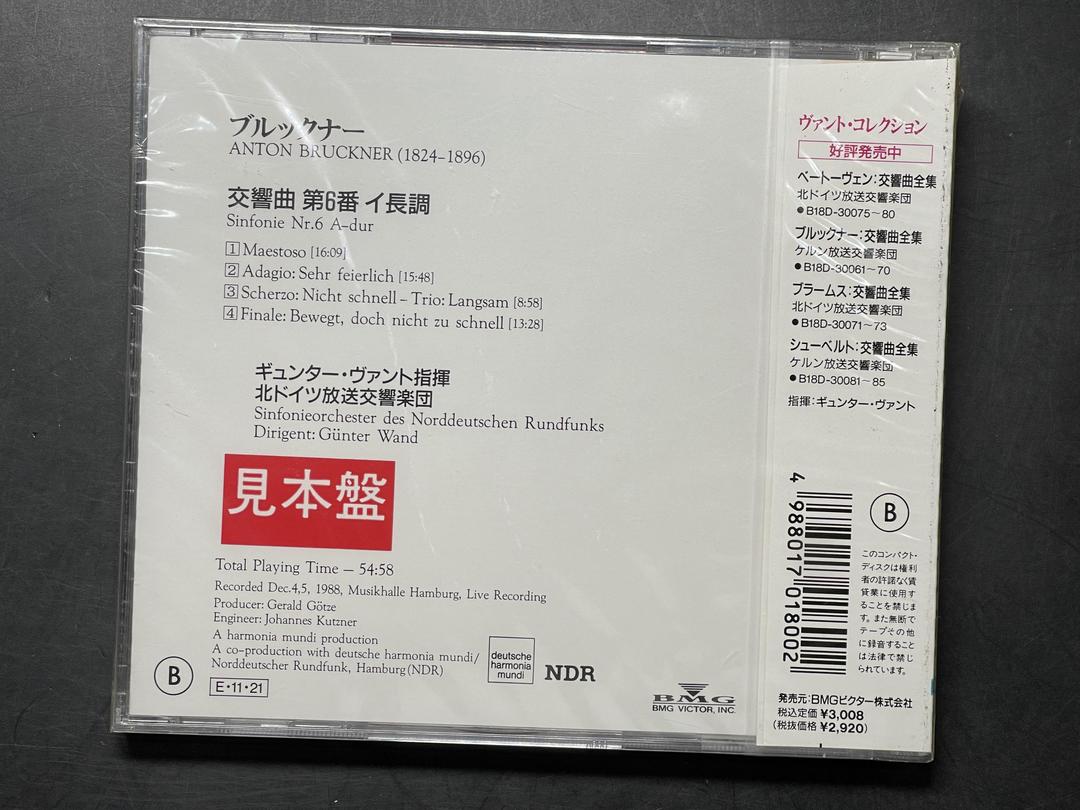 ブルックナー
ANTON BRUCKNER (1824–1896)
交響曲 第6番 イ長調
Sinfonie Nr.6 A–dur
1 Maestoso [16:09]
2 Adagio: Sehr feierlich [15:48]
3 Scherzo: Nicht schnell – Trio: Langsam [8:58]
4 Finale: Bewegt, doch nicht zu schnell [13:28]
ギュンター・ヴァント指揮
北ドイツ放送交響楽団
Sinfonieorchester des Norddeutschen Rundfunks
Dirigent: Günter Wand
見本盤
Total Playing Time — 54:58
Recorded Dec.4,5, 1988, Musikhalle Hamburg, Live Recording
Producer: Gerald Götze
Engineer: Johannes Kutzner
A harmonia mundi production
A co-production with deutsche harmonia mundi/
Norddeutscher Rundfunk, Hamburg (NDR)
B
E・11・21
deutsche
harmonia
mundi
NDR
BMG
BMG VICTOR, INC.
ヴァント・コレクション
好評発売中
ベートーヴェン：交響曲全集
北ドイツ放送交響楽団
●B18D-30075～80
ブルックナー：交響曲全集
ケルン放送交響楽団
●B18D-30061～70
ブラームス：交響曲全集
北ドイツ放送交響楽団
●B18D-30071～73
シューベルト：交響曲全集
ケルン放送交響楽団
●B18D-30081～85
指揮：ギュンター・ヴァント
4 988017 018002
B
このコンパクト・
ディスクは権利
者の許諾なく賃
貸業に使用す
ることを禁じま
す。また無断で
テープその他
に録音すること
は法律で禁じ
られています。
発売元：BMGビクター株式会社
税込定価 ¥3,008
(税抜価格 ¥2,920)